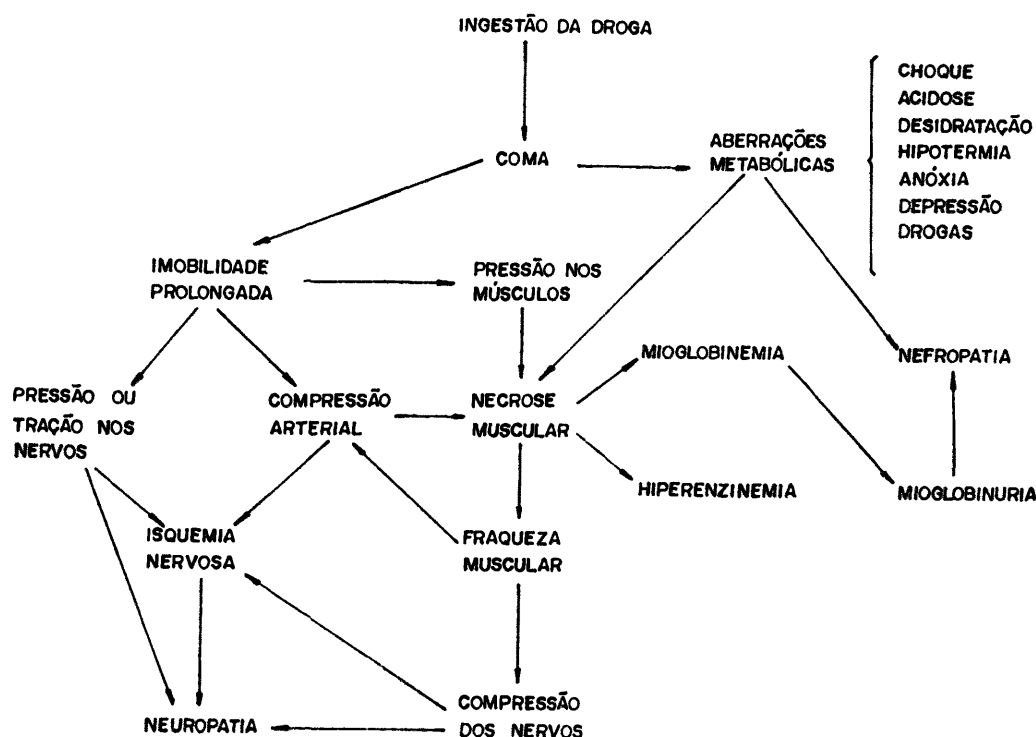 INGESTÃO DA DROGA
CHOQUE
ACIDOSE
DESIDRATAÇÃO
HIPOTERMIA
ANÓXIA
DEPRESSÃO
DROGAS
COMA
ABERRAÇÕES
METABÓLICAS
IMOBILIDADE
PROLONGADA
PRESSÃO NOS
MÚSCULOS
MIOGLOBINEMIA
NEFROPATIA
PRESSÃO OU
TRAÇÃO NOS
NERVOS
COMPRESSÃO
ARTERIAL
NECROSE
MUSCULAR
HIPERENZINEMIA
MIOGLOBINURIA
ISQUEMIA
NERVOSA
FRAQUEZA
MUSCULAR
NEUROPATIA
COMPRESSÃO
DOS NERVOS